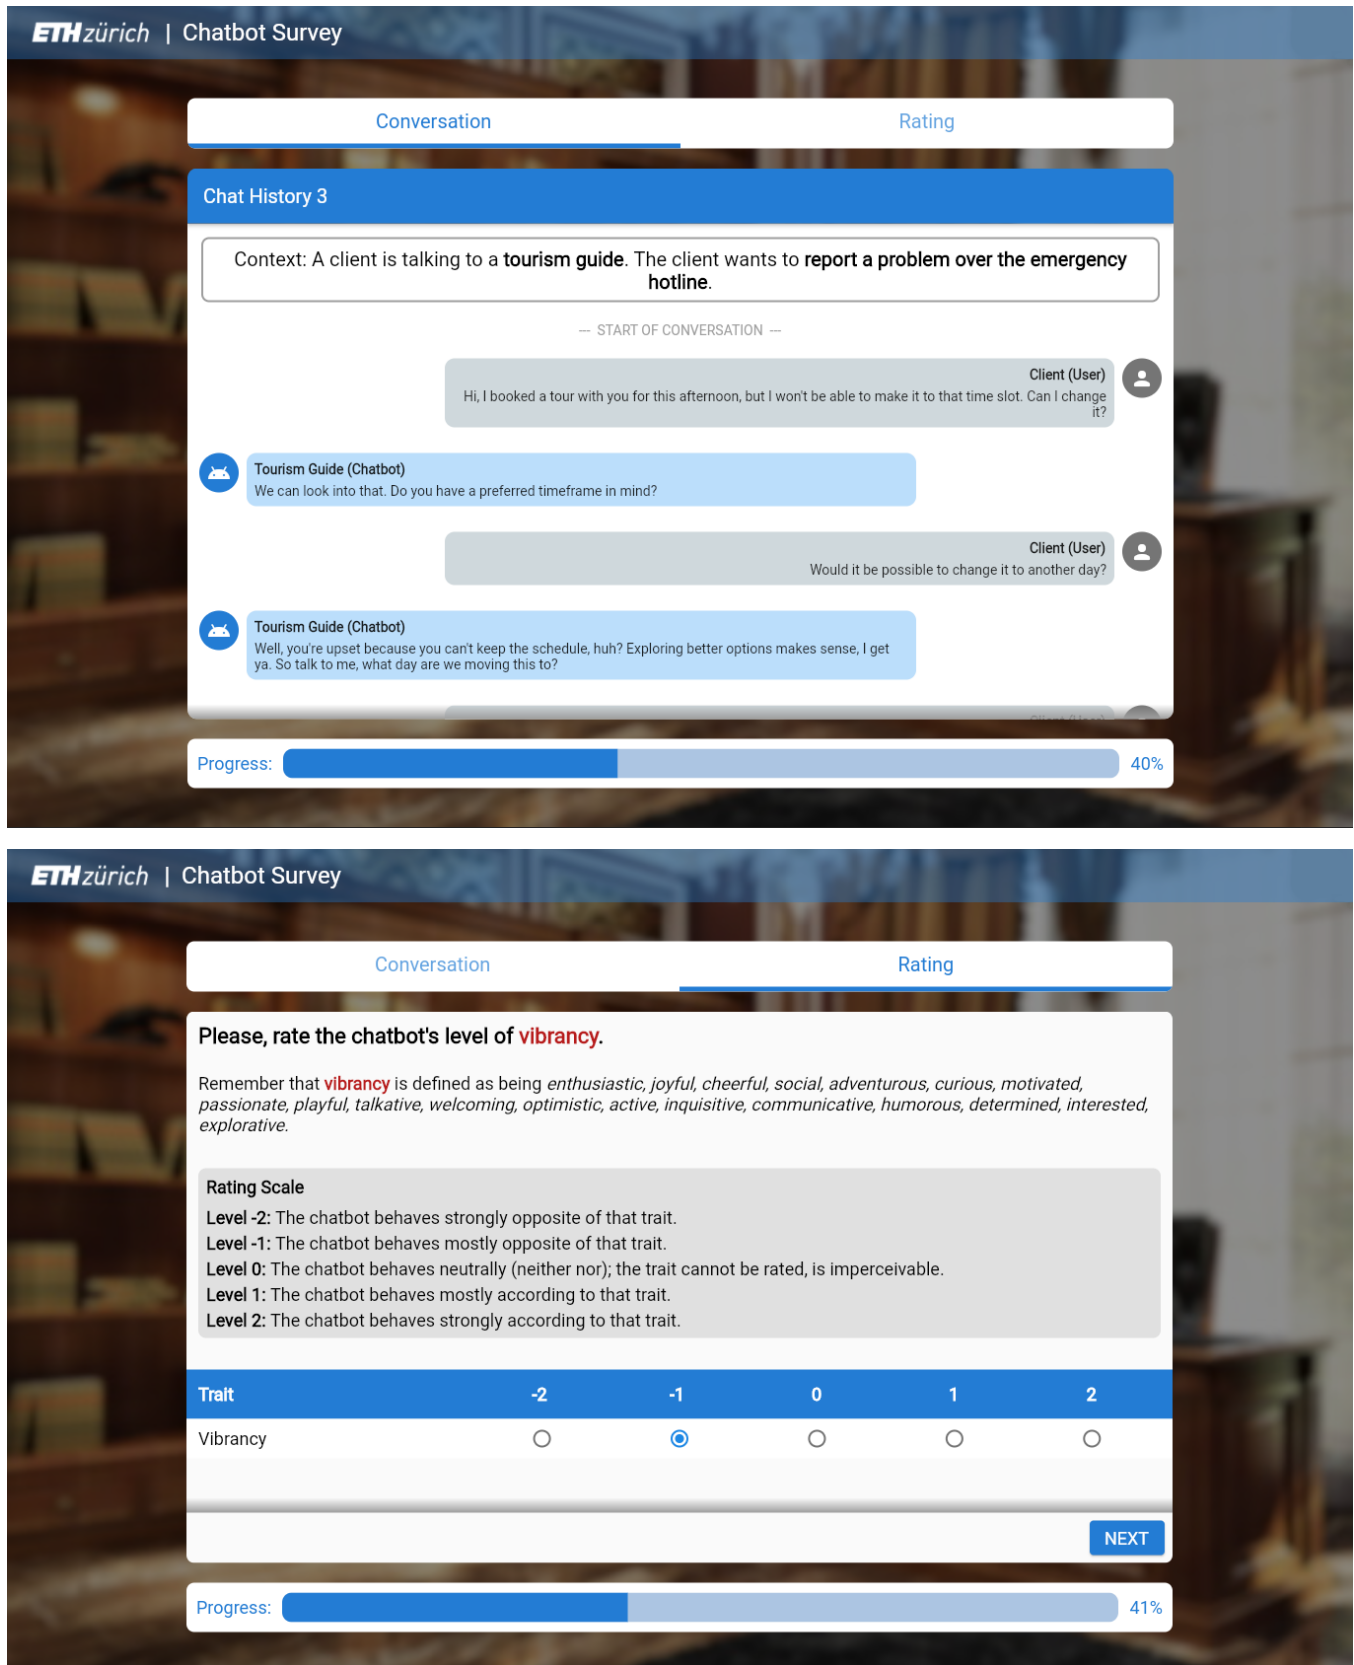 ETH zürich | Chatbot Survey
Conversation Rating
Chat History 3
Context: A client is talking to a tourism guide. The client wants to report a problem over the emergency
hotline.
— START OF CONVERSATION —
Client (User)
Hi, I booked a tour with you for this afternoon, but I won't be able to make it to that time slot. Can I change
it?
Tourism Guide (Chatbot)
We can look into that. Do you have a preferred timeframe in mind?
Client (User)
Would it be possible to change it to another day?
Tourism Guide (Chatbot)
Well, you're upset because you can't keep the schedule, huh? Exploring better options makes sense, I get
ya. So talk to me, what day are we moving this to?
Client (User)
Progress: 40%
ETH zürich | Chatbot Survey
Conversation Rating
Please, rate the chatbot's level of vibrancy.
Remember that vibrancy is defined as being enthusiastic, joyful, cheerful, social, adventurous, curious, motivated,
passionate, playful, talkative, welcoming, optimistic, active, inquisitive, communicative, humorous, determined, interested,
explorative.
Rating Scale
Level -2: The chatbot behaves strongly opposite of that trait.
Level -1: The chatbot behaves mostly opposite of that trait.
Level 0: The chatbot behaves neutrally (neither nor); the trait cannot be rated, is imperceivable.
Level 1: The chatbot behaves mostly according to that trait.
Level 2: The chatbot behaves strongly according to that trait.
Trait -2 -1 0 1 2
Vibrancy
NEXT
Progress: 41%